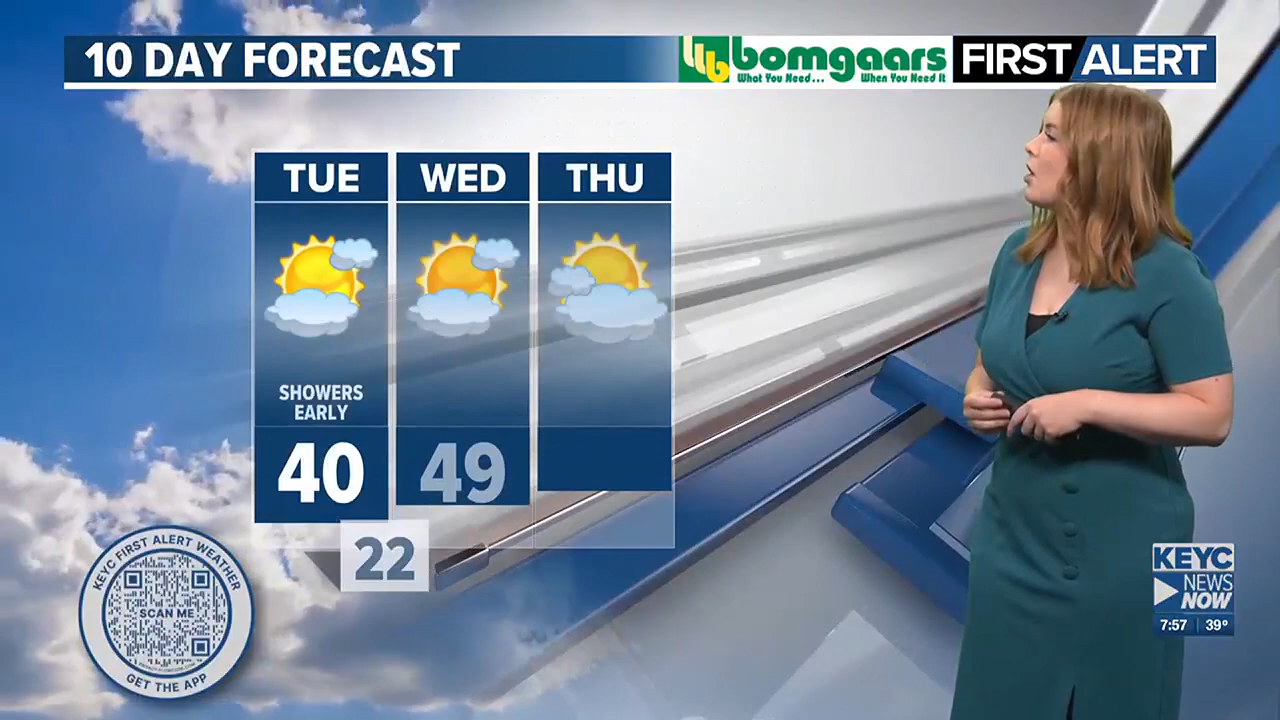 10 DAY FORECAST
bomgaars
What You Need... When You Need It
FIRST ALERT
TUE
WED
THU
SHOWERS
EARLY
40
49
22
KEYC FIRST ALERT WEATHER
SCAN ME
GET THE APP
KEYC
NEWS
NOW
7:57 39°